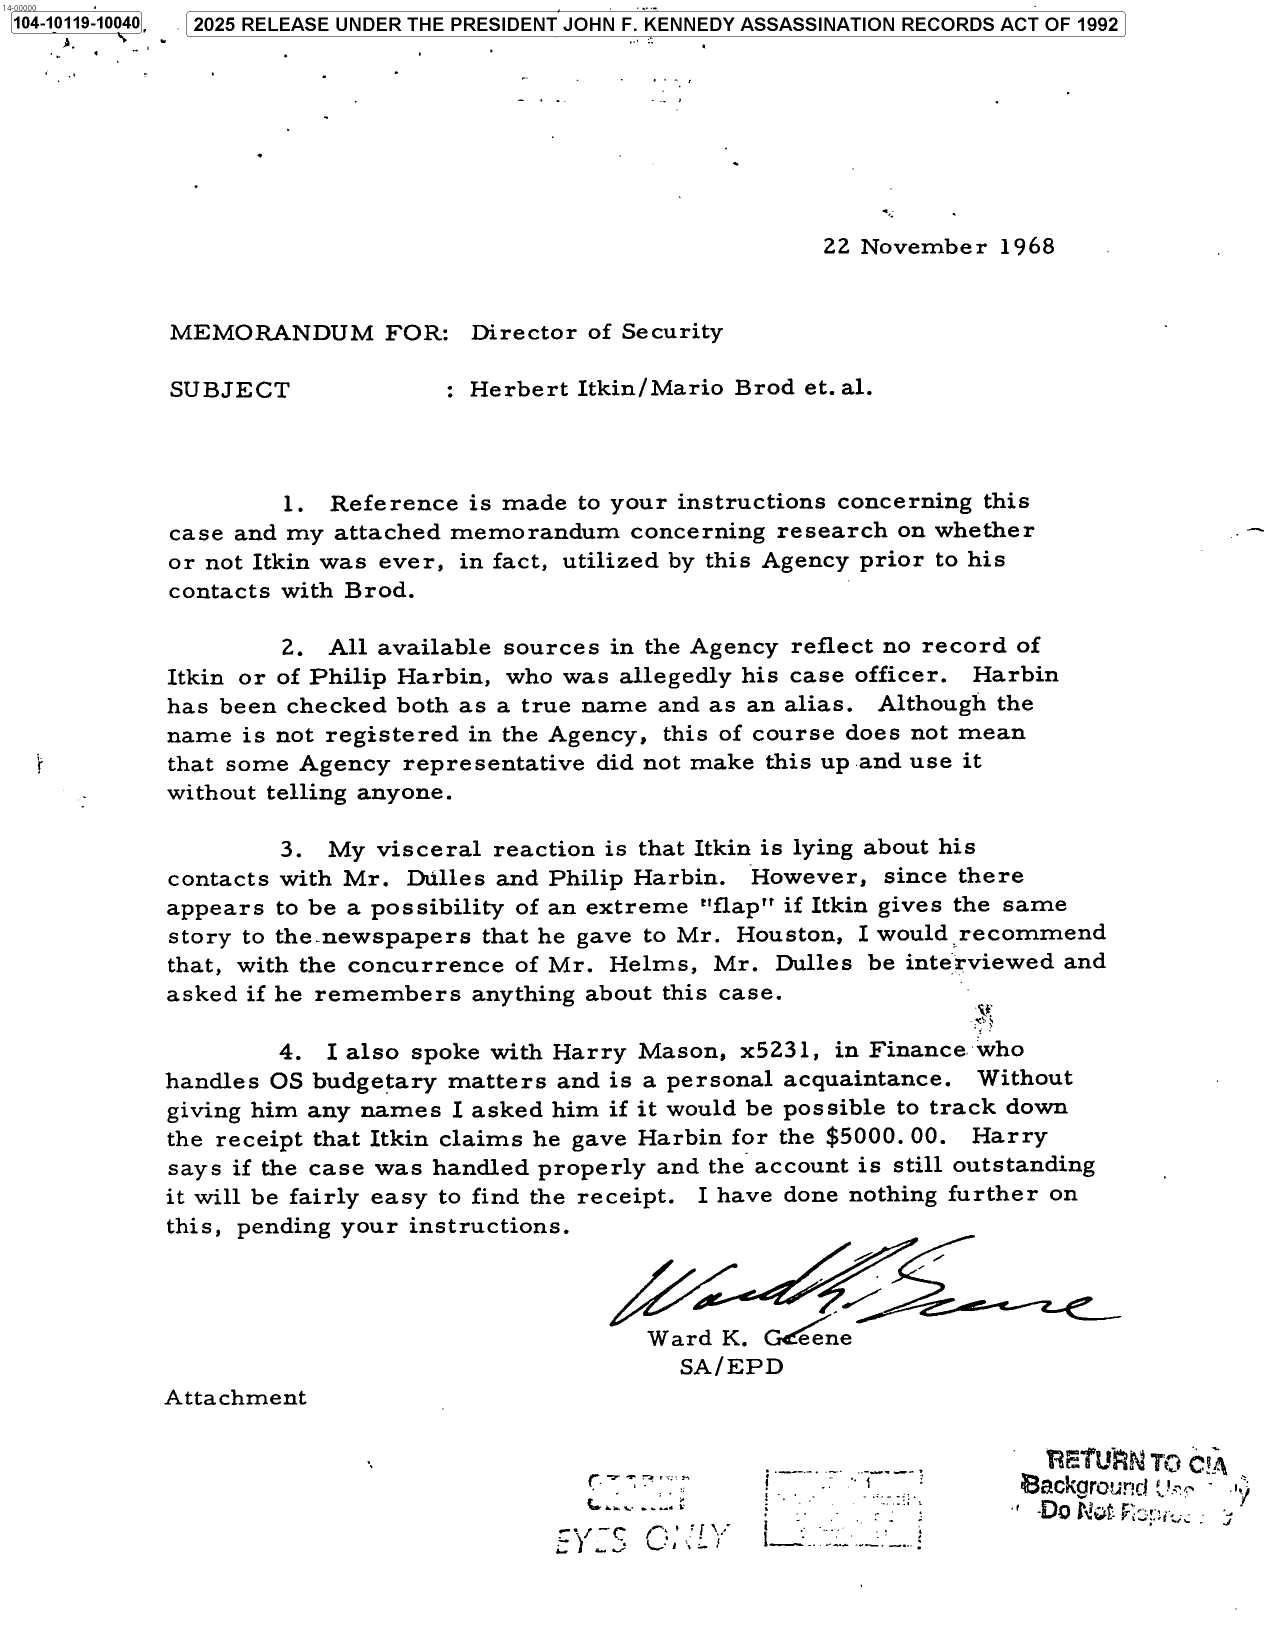 14-00000
104-10119-10040
2025 RELEASE UNDER THE PRESIDENT JOHN F. KENNEDY ASSASSINATION RECORDS ACT OF 1992
22 November 1968
MEMORANDUM FOR: Director of Security
SUBJECT : Herbert Itkin/Mario Brod et. al.
1. Reference is made to your instructions concerning this
case and my attached memorandum concerning research on whether
or not Itkin was ever, in fact, utilized by this Agency prior to his
contacts with Brod.
2. All available sources in the Agency reflect no record of
Itkin or of Philip Harbin, who was allegedly his case officer. Harbin
has been checked both as a true name and as an alias. Although the
name is not registered in the Agency, this of course does not mean
that some Agency representative did not make this up and use it
without telling anyone.
3. My visceral reaction is that Itkin is lying about his
contacts with Mr. Dulles and Philip Harbin. However, since there
appears to be a possibility of an extreme "flap" if Itkin gives the same
story to the newspapers that he gave to Mr. Houston, I would recommend
that, with the concurrence of Mr. Helms, Mr. Dulles be interviewed and
asked if he remembers anything about this case.
4. I also spoke with Harry Mason, x5231, in Finance who
handles OS budgetary matters and is a personal acquaintance. Without
giving him any names I asked him if it would be possible to track down
the receipt that Itkin claims he gave Harbin for the $5000.00. Harry
says if the case was handled properly and the account is still outstanding
it will be fairly easy to find the receipt. I have done nothing further on
this, pending your instructions.
Ward K. Greene
Ward K. Greene
SA/EPD
Attachment
RETURN TO CIA
Background Use
Do Not
EYES ONLY